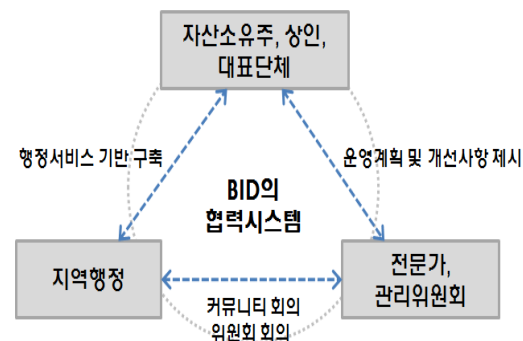 자산소유주, 상인,
대표단체
행정서비스 기반 구축
운영계획 및 개선사항 제시
BID의
협력시스템
지역행정
전문가,
관리위원회
커뮤니티 회의
위원회 회의